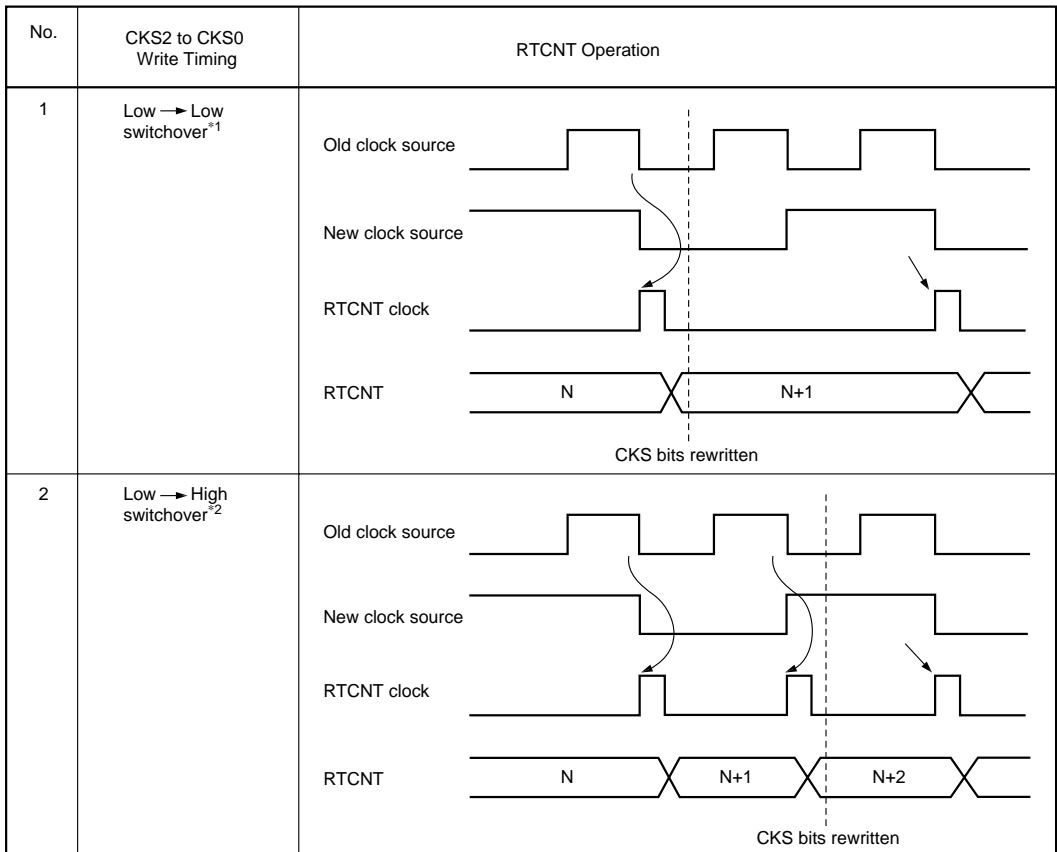 No.
CKS2 to CKS0
Write Timing
RTCNT Operation
1
Low → Low
switchover*1
Old clock source
New clock source
RTCNT clock
RTCNT
N
N+1
CKS bits rewritten
2
Low → High
switchover*2
Old clock source
New clock source
RTCNT clock
RTCNT
N
N+1
N+2
CKS bits rewritten